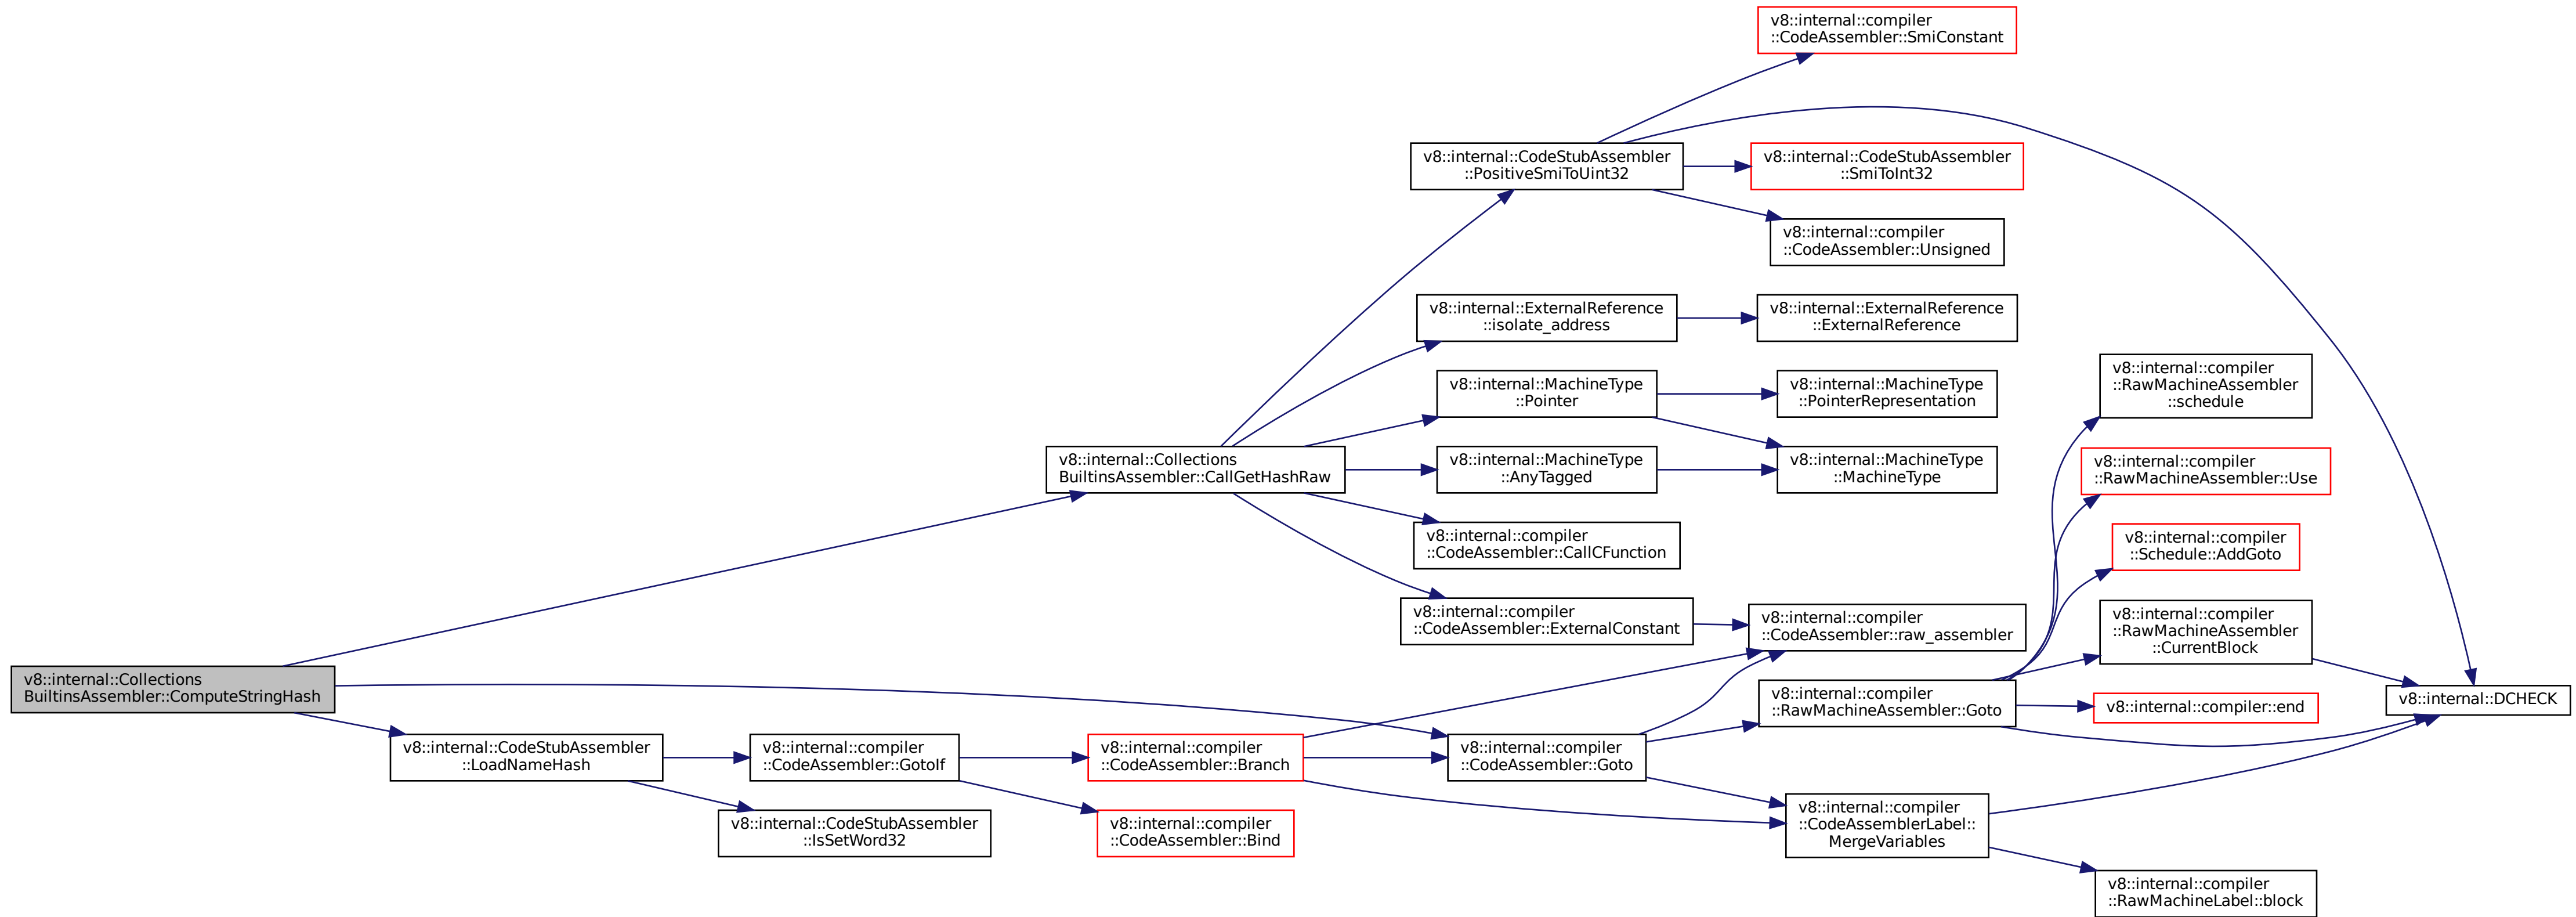 v8::internal::Collections
BuiltinsAssembler::ComputeStringHash
v8::internal::Collections
BuiltinsAssembler::CallGetHashRaw
v8::internal::CodeStubAssembler
::PositiveSmiToUint32
v8::internal::compiler
::CodeAssembler::SmiConstant
v8::internal::CodeStubAssembler
::SmiToInt32
v8::internal::compiler
::CodeAssembler::Unsigned
v8::internal::ExternalReference
::isolate_address
v8::internal::ExternalReference
::ExternalReference
v8::internal::MachineType
::Pointer
v8::internal::MachineType
::PointerRepresentation
v8::internal::MachineType
::AnyTagged
v8::internal::MachineType
::MachineType
v8::internal::compiler
::CodeAssembler::CallCFunction
v8::internal::compiler
::CodeAssembler::ExternalConstant
v8::internal::compiler
::CodeAssembler::raw_assembler
v8::internal::CodeStubAssembler
::LoadNameHash
v8::internal::compiler
::CodeAssembler::GotoIf
v8::internal::CodeStubAssembler
::IsSetWord32
v8::internal::compiler
::CodeAssembler::Branch
v8::internal::compiler
::CodeAssembler::Bind
v8::internal::compiler
::CodeAssembler::Goto
v8::internal::compiler
::RawMachineAssembler::Goto
v8::internal::compiler
::CodeAssemblerLabel::
MergeVariables
v8::internal::compiler
::RawMachineAssembler
::schedule
v8::internal::compiler
::RawMachineAssembler::Use
v8::internal::compiler
::Schedule::AddGoto
v8::internal::compiler
::RawMachineAssembler
::CurrentBlock
v8::internal::compiler::end
v8::internal::DCHECK
v8::internal::compiler
::RawMachineLabel::block